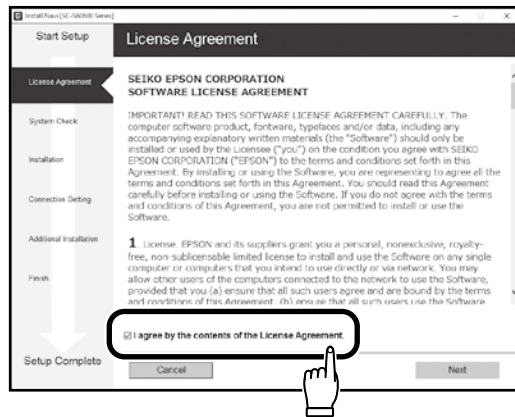 Install Navi [SC-S60600 Series]
Start Setup
License Agreement
License Agreement
System Check
Installation
Connection Setting
Additional Installation
Finish
Setup Complete
SEIKO EPSON CORPORATION
SOFTWARE LICENSE AGREEMENT
IMPORTANT! READ THIS SOFTWARE LICENSE AGREEMENT CAREFULLY. The
computer software product, fontware, typefaces and/or data, including any
accompanying explanatory written materials (the "Software") should only be
installed or used by the Licensee ("you") on the condition you agree with SEIKO
EPSON CORPORATION ("EPSON") to the terms and conditions set forth in this
Agreement. By installing or using the Software, you are representing to agree all the
terms and conditions set forth in this Agreement. You should read this Agreement
carefully before installing or using the Software. If you do not agree with the terms
and conditions of this Agreement, you are not permitted to install or use the
Software.
1. License. EPSON and its suppliers grant you a personal, nonexclusive, royalty-
free, non-sublicensable limited license to install and use the Software on any single
computer or computers that you intend to use directly or via network. You may
allow other users of the computers connected to the network to use the Software,
provided that you (a) ensure that all such users agree and are bound by the terms
and conditions of this Agreement, (b) ensure that all such users use the Software
I agree by the contents of the License Agreement.
Cancel
Next